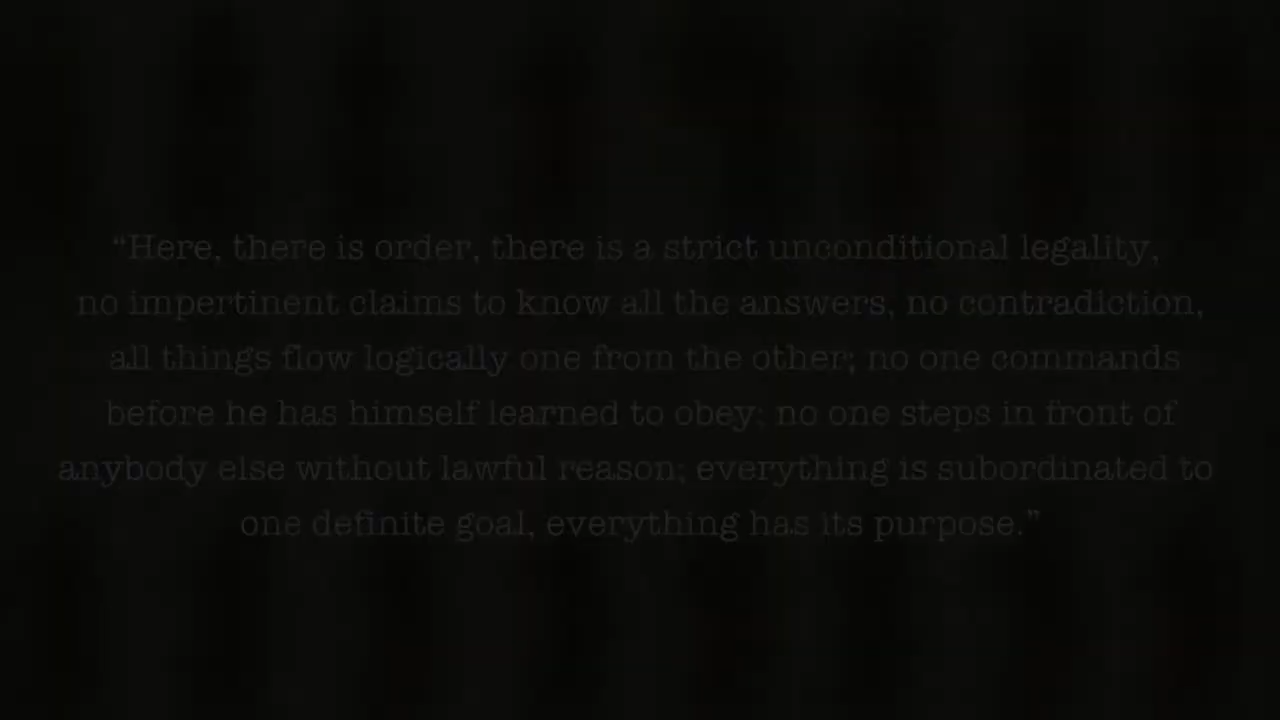 “Here, there is order, there is a strict unconditional legality,
no impertinent claims to know all the answers, no contradiction,
all things flow logically one from the other; no one commands
before he has himself learned to obey; no one steps in front of
anybody else without lawful reason; everything is subordinated to
one definite goal, everything has its purpose.”